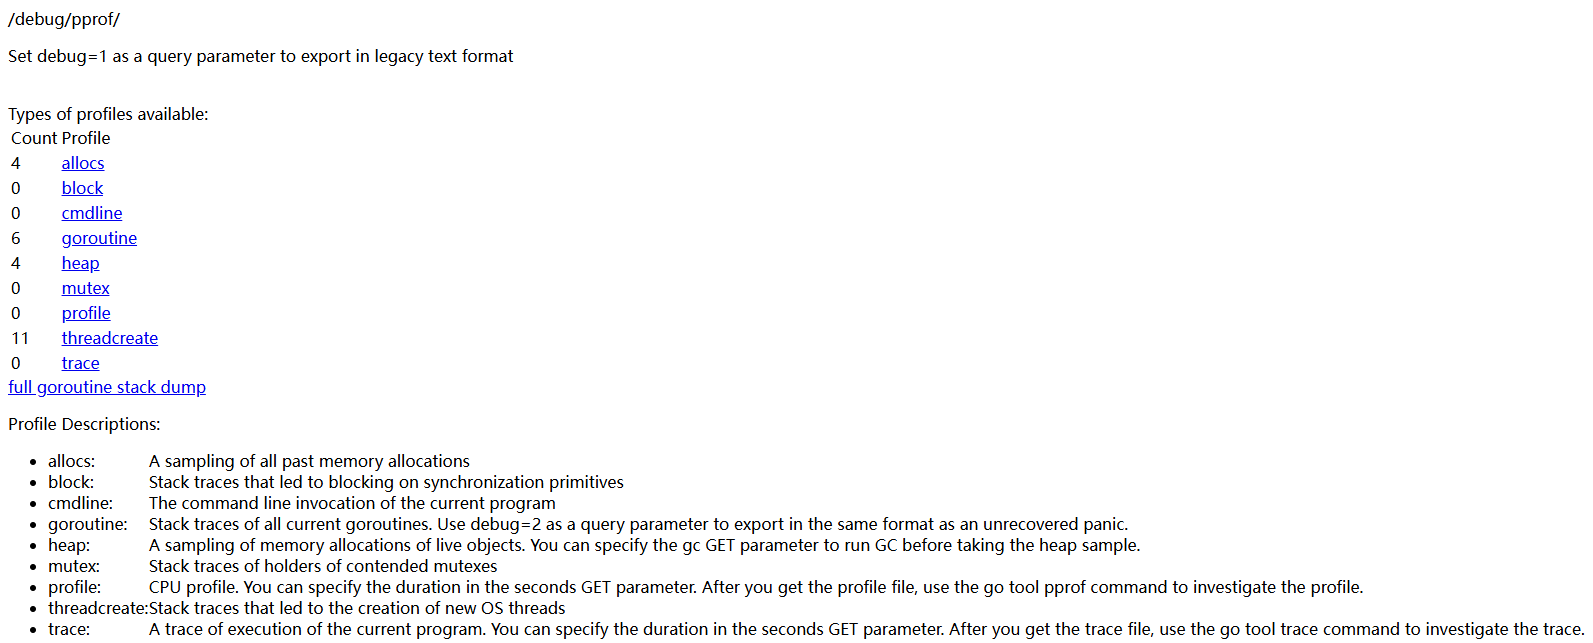 /debug/pprof/
Set debug=1 as a query parameter to export in legacy text format
Types of profiles available:
Count Profile
4 allocs
0 block
0 cmdline
6 goroutine
4 heap
0 mutex
0 profile
11 threadcreate
0 trace
full goroutine stack dump
Profile Descriptions:
• allocs: A sampling of all past memory allocations
• block: Stack traces that led to blocking on synchronization primitives
• cmdline: The command line invocation of the current program
• goroutine: Stack traces of all current goroutines. Use debug=2 as a query parameter to export in the same format as an unrecovered panic.
• heap: A sampling of memory allocations of live objects. You can specify the gc GET parameter to run GC before taking the heap sample.
• mutex: Stack traces of holders of contended mutexes
• profile: CPU profile. You can specify the duration in the seconds GET parameter. After you get the profile file, use the go tool pprof command to investigate the profile.
• threadcreate:Stack traces that led to the creation of new OS threads
• trace: A trace of execution of the current program. You can specify the duration in the seconds GET parameter. After you get the trace file, use the go tool trace command to investigate the trace.